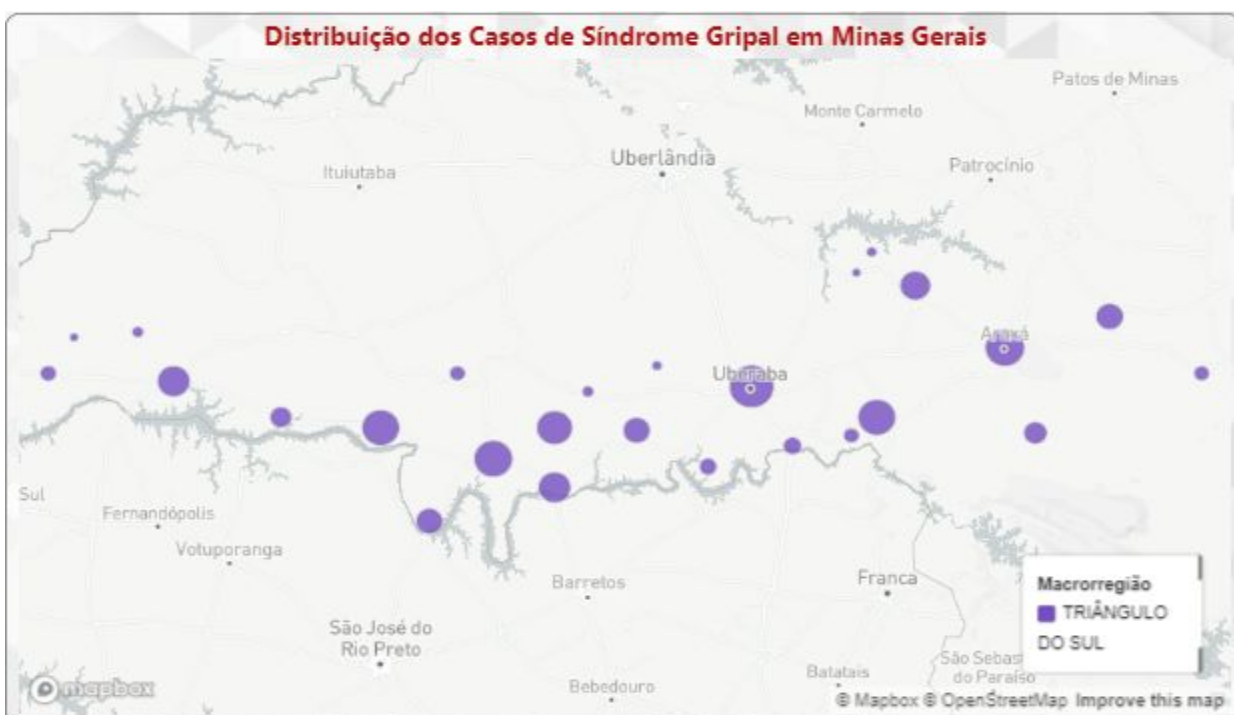 Distribuição dos Casos de Síndrome Gripal em Minas Gerais
Patos de Minas
Monte Carmelo
Uberlândia
Ituiutaba
Patrocínio
Araxá
Uberaba
Sul
Fernandópolis
Votuporanga
Barretos
Franca
São José do
Rio Preto
Batatais
São Sebas
do Paraíso
Bebedouro
Macrorregião
TRIÂNGULO
DO SUL
mapbox
© Mapbox © OpenStreetMap Improve this map